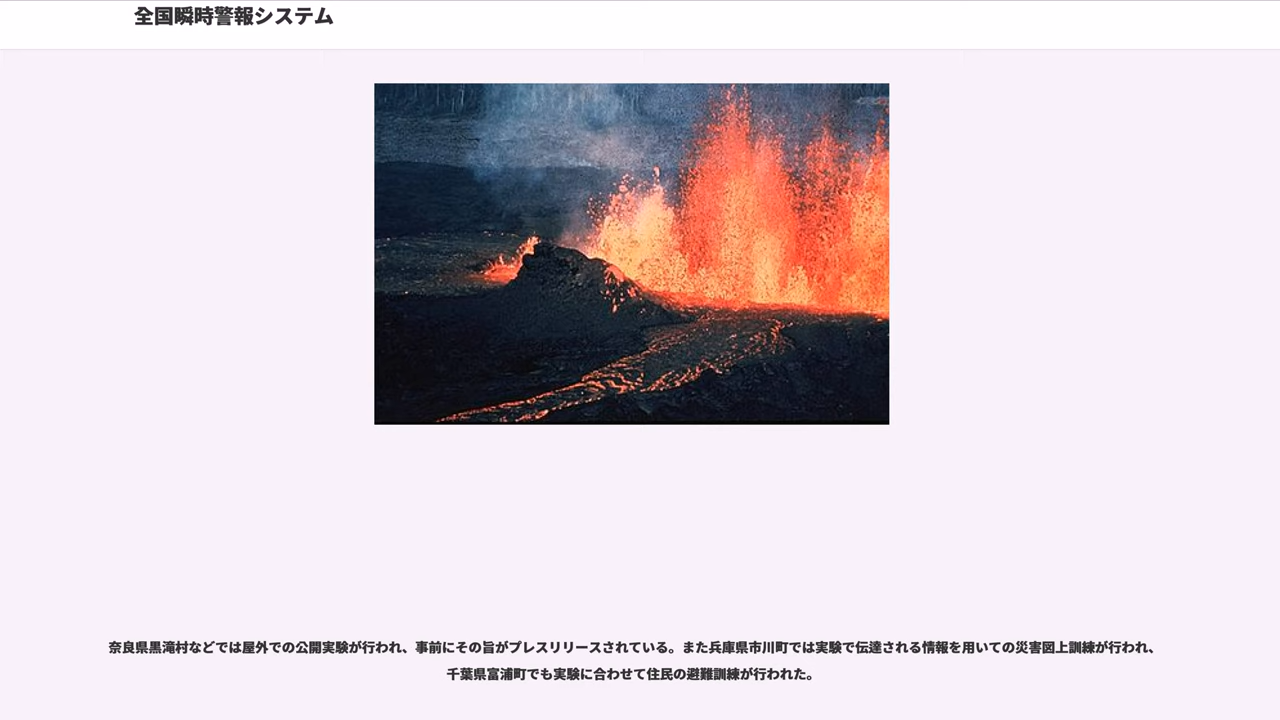 全国瞬時警報システム
奈良県黒滝村などでは屋外での公開実験が行われ、事前にその旨がプレスリリースされている。また兵庫県市川町では実験で伝達される情報を用いての災害図上訓練が行われ、
千葉県富浦町でも実験に合わせて住民の避難訓練が行われた。